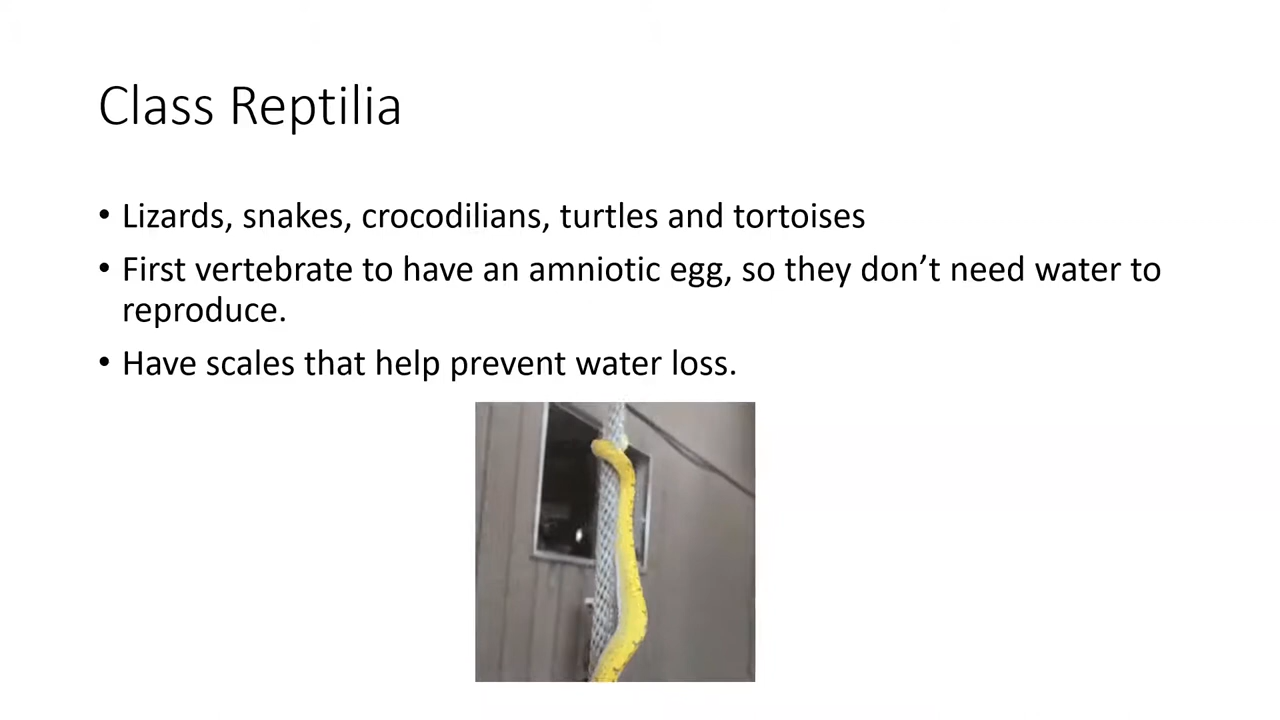 Class Reptilia
• Lizards, snakes, crocodilians, turtles and tortoises
• First vertebrate to have an amniotic egg, so they don’t need water to
reproduce.
• Have scales that help prevent water loss.